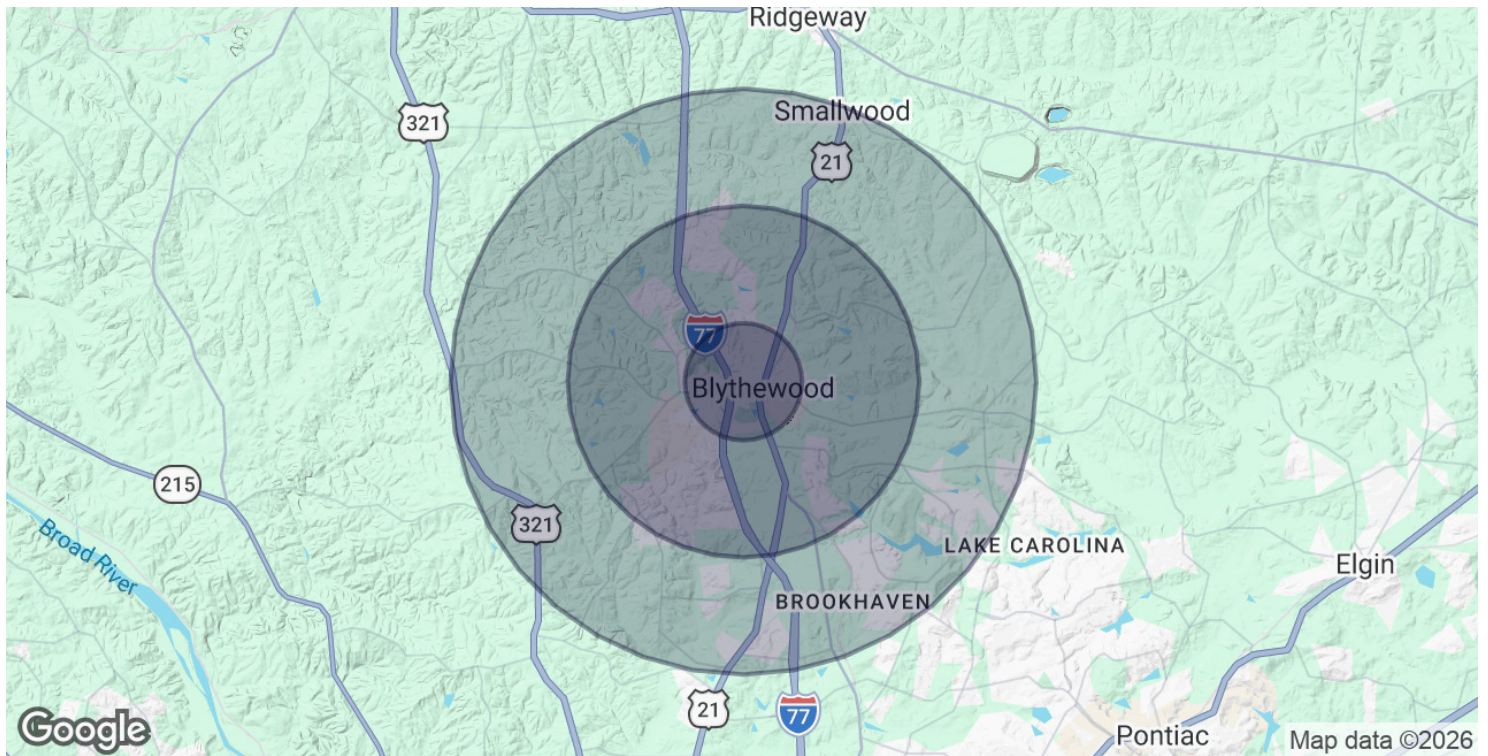 Ridgeway
Smallwood
321
21
77
Blythewood
215
321
Broad River
LAKE CAROLINA
Elgin
BROOKHAVEN
21
77
Pontiac
Google
Map data ©2026